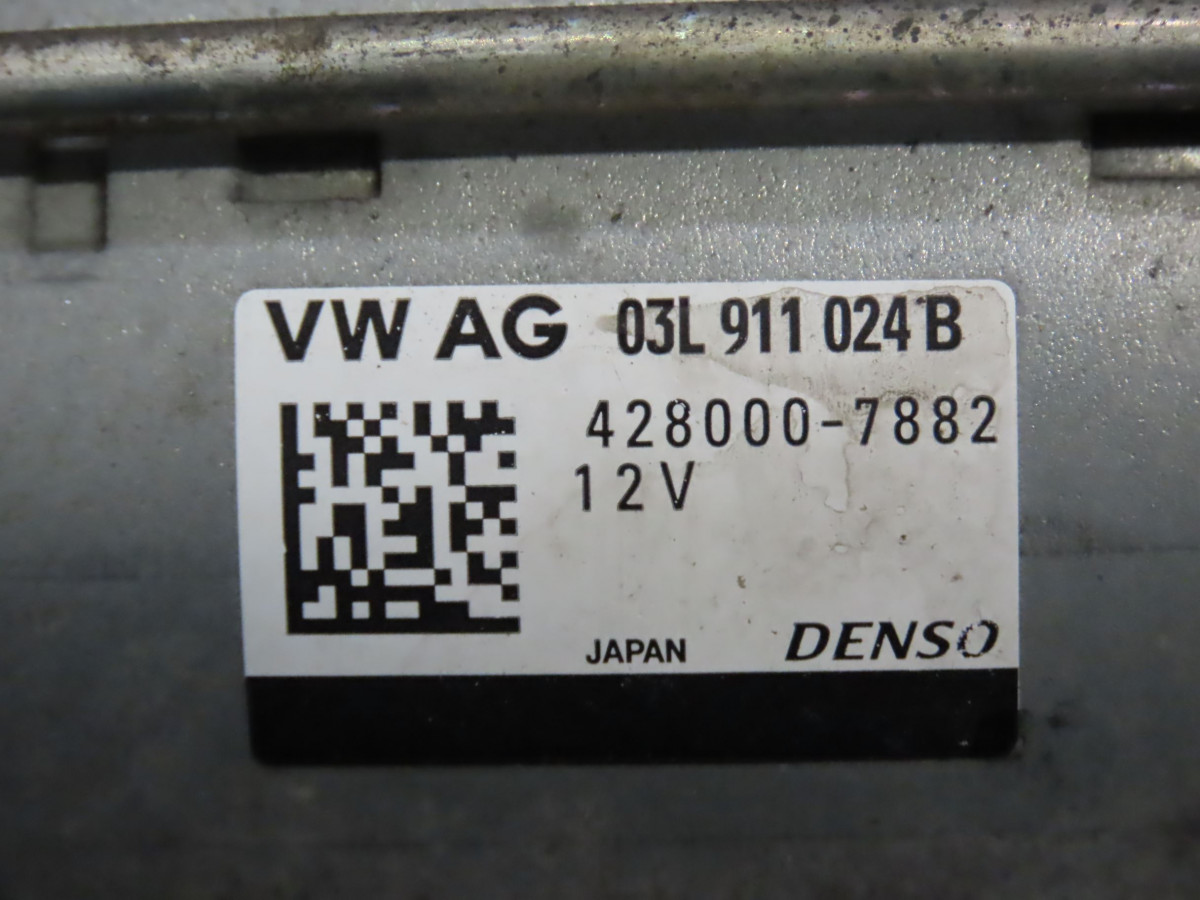 VW AG 03L 911 024 B
428000-7882
12V
JAPAN DENSO